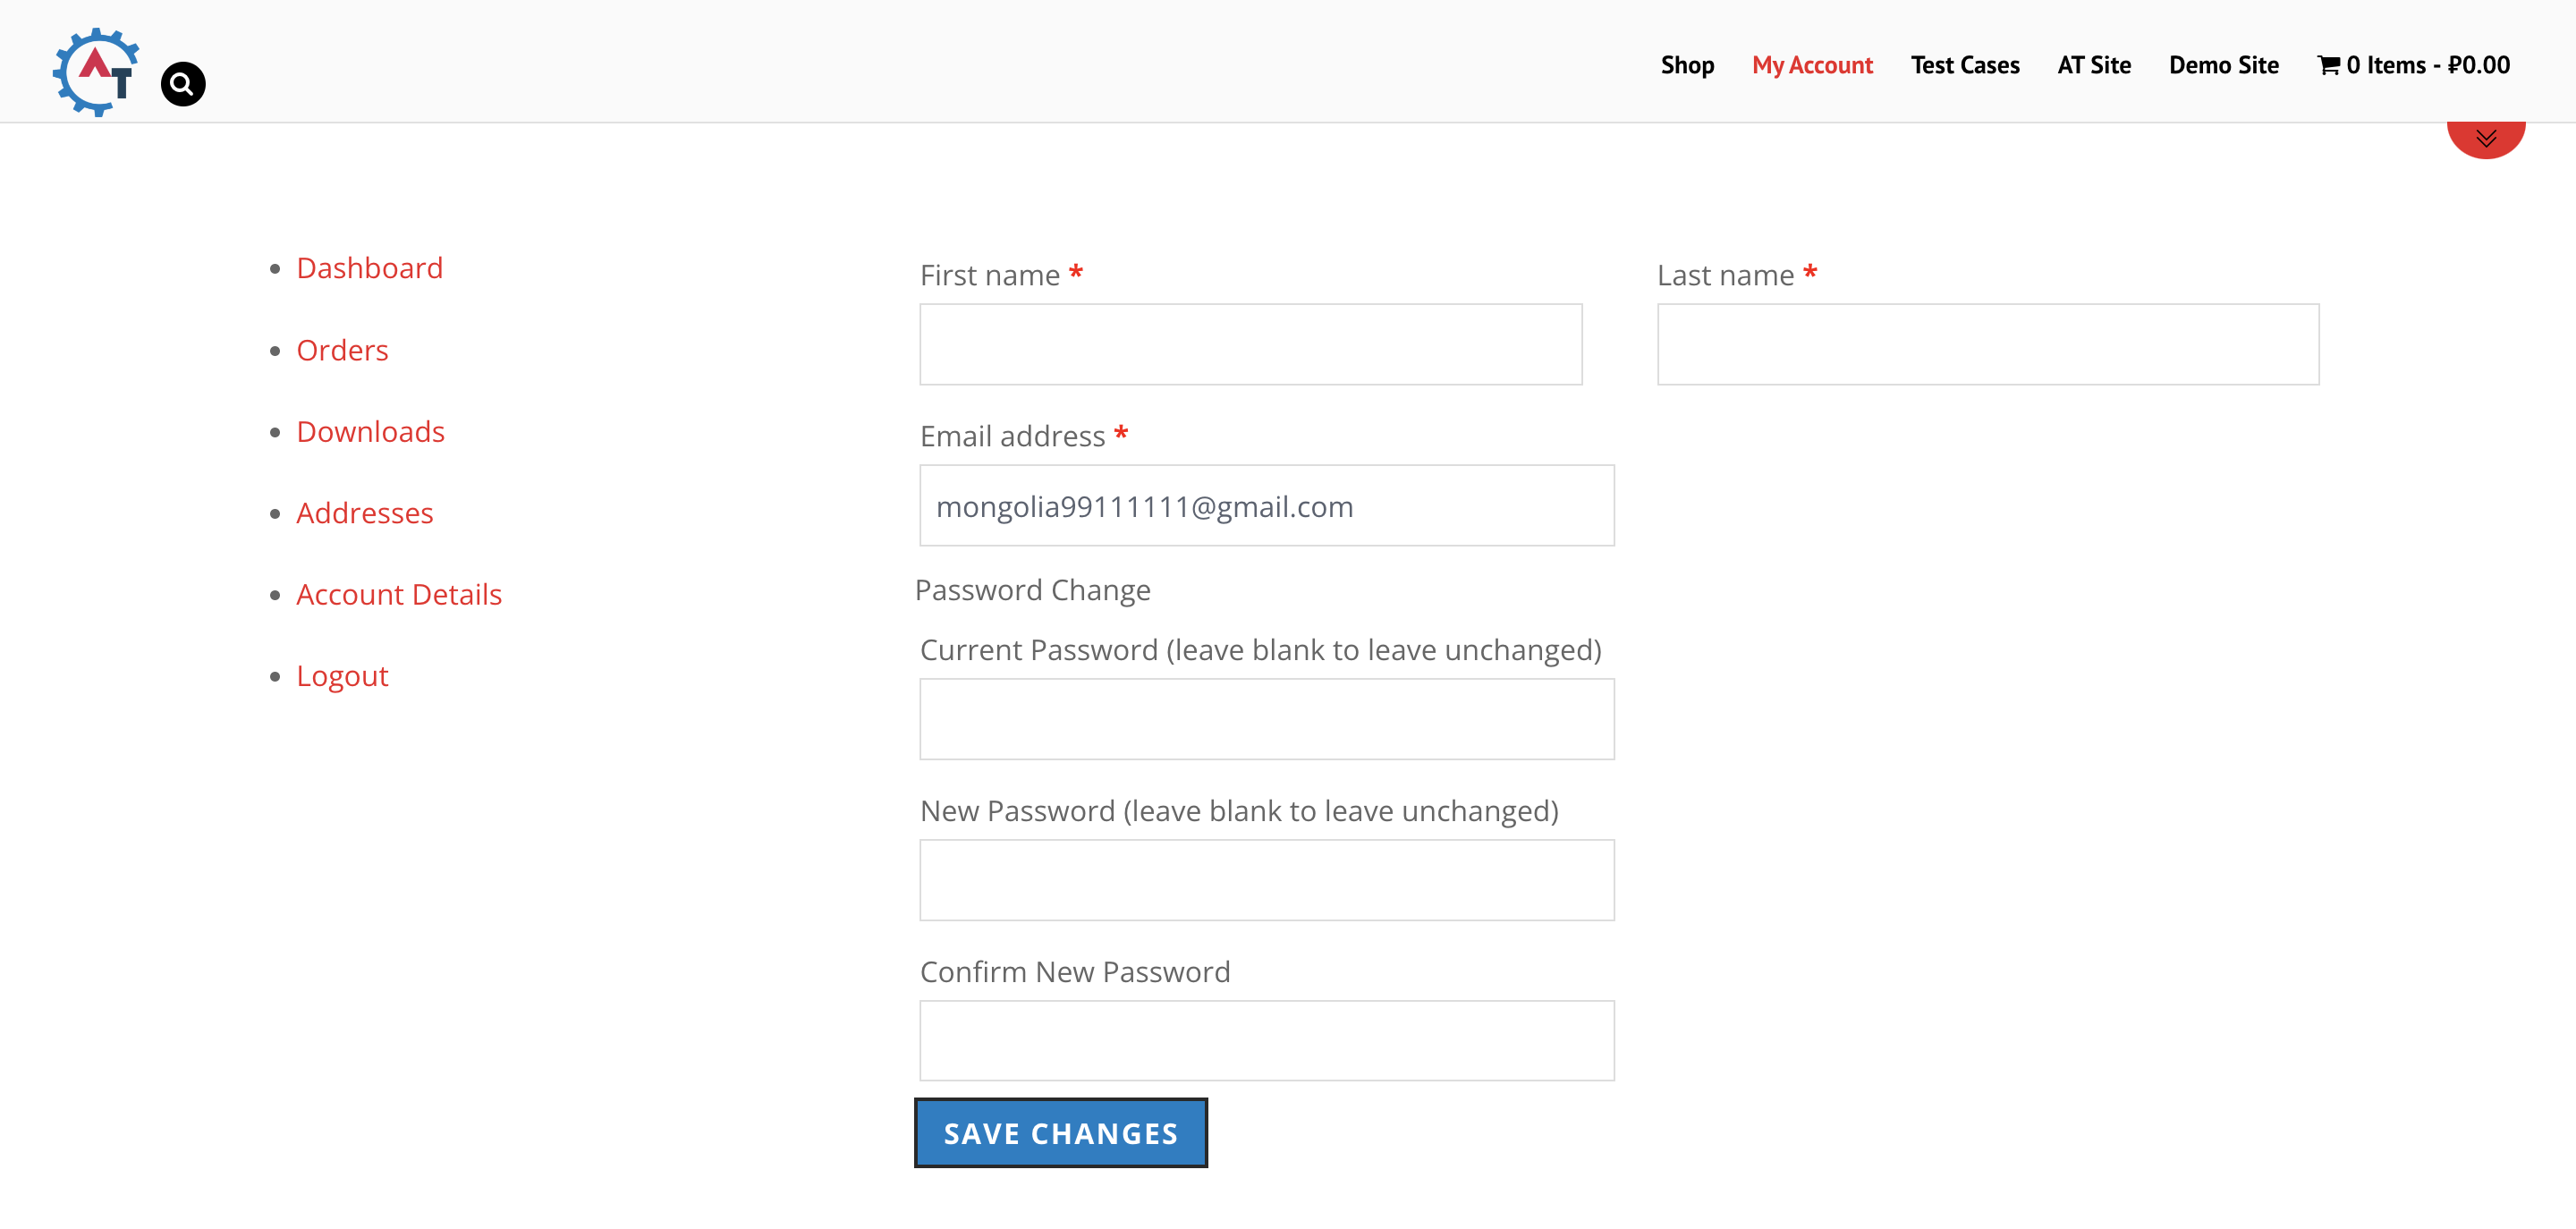 AT
Shop My Account Test Cases AT Site Demo Site 0 Items - ₽0.00
Dashboard
Orders
Downloads
Addresses
Account Details
Logout
First name *
Last name *
Email address *
mongolia99111111@gmail.com
Password Change
Current Password (leave blank to leave unchanged)
New Password (leave blank to leave unchanged)
Confirm New Password
SAVE CHANGES